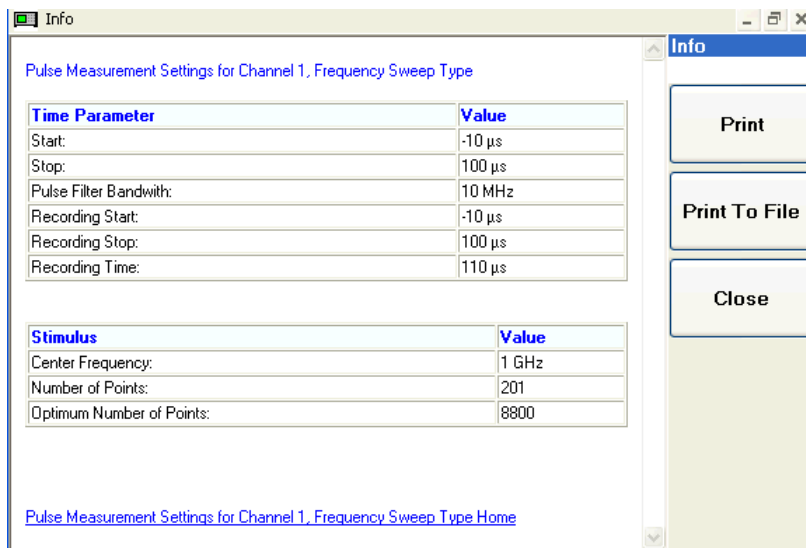 Info
Info
Pulse Measurement Settings for Channel 1, Frequency Sweep Type
Time Parameter Value
Start: -10 µs
Stop: 100 µs
Pulse Filter Bandwith: 10 MHz
Recording Start: -10 µs
Recording Stop: 100 µs
Recording Time: 110 µs
Stimulus Value
Center Frequency: 1 GHz
Number of Points: 201
Optimum Number of Points: 8800
Pulse Measurement Settings for Channel 1, Frequency Sweep Type Home
Print
Print To File
Close